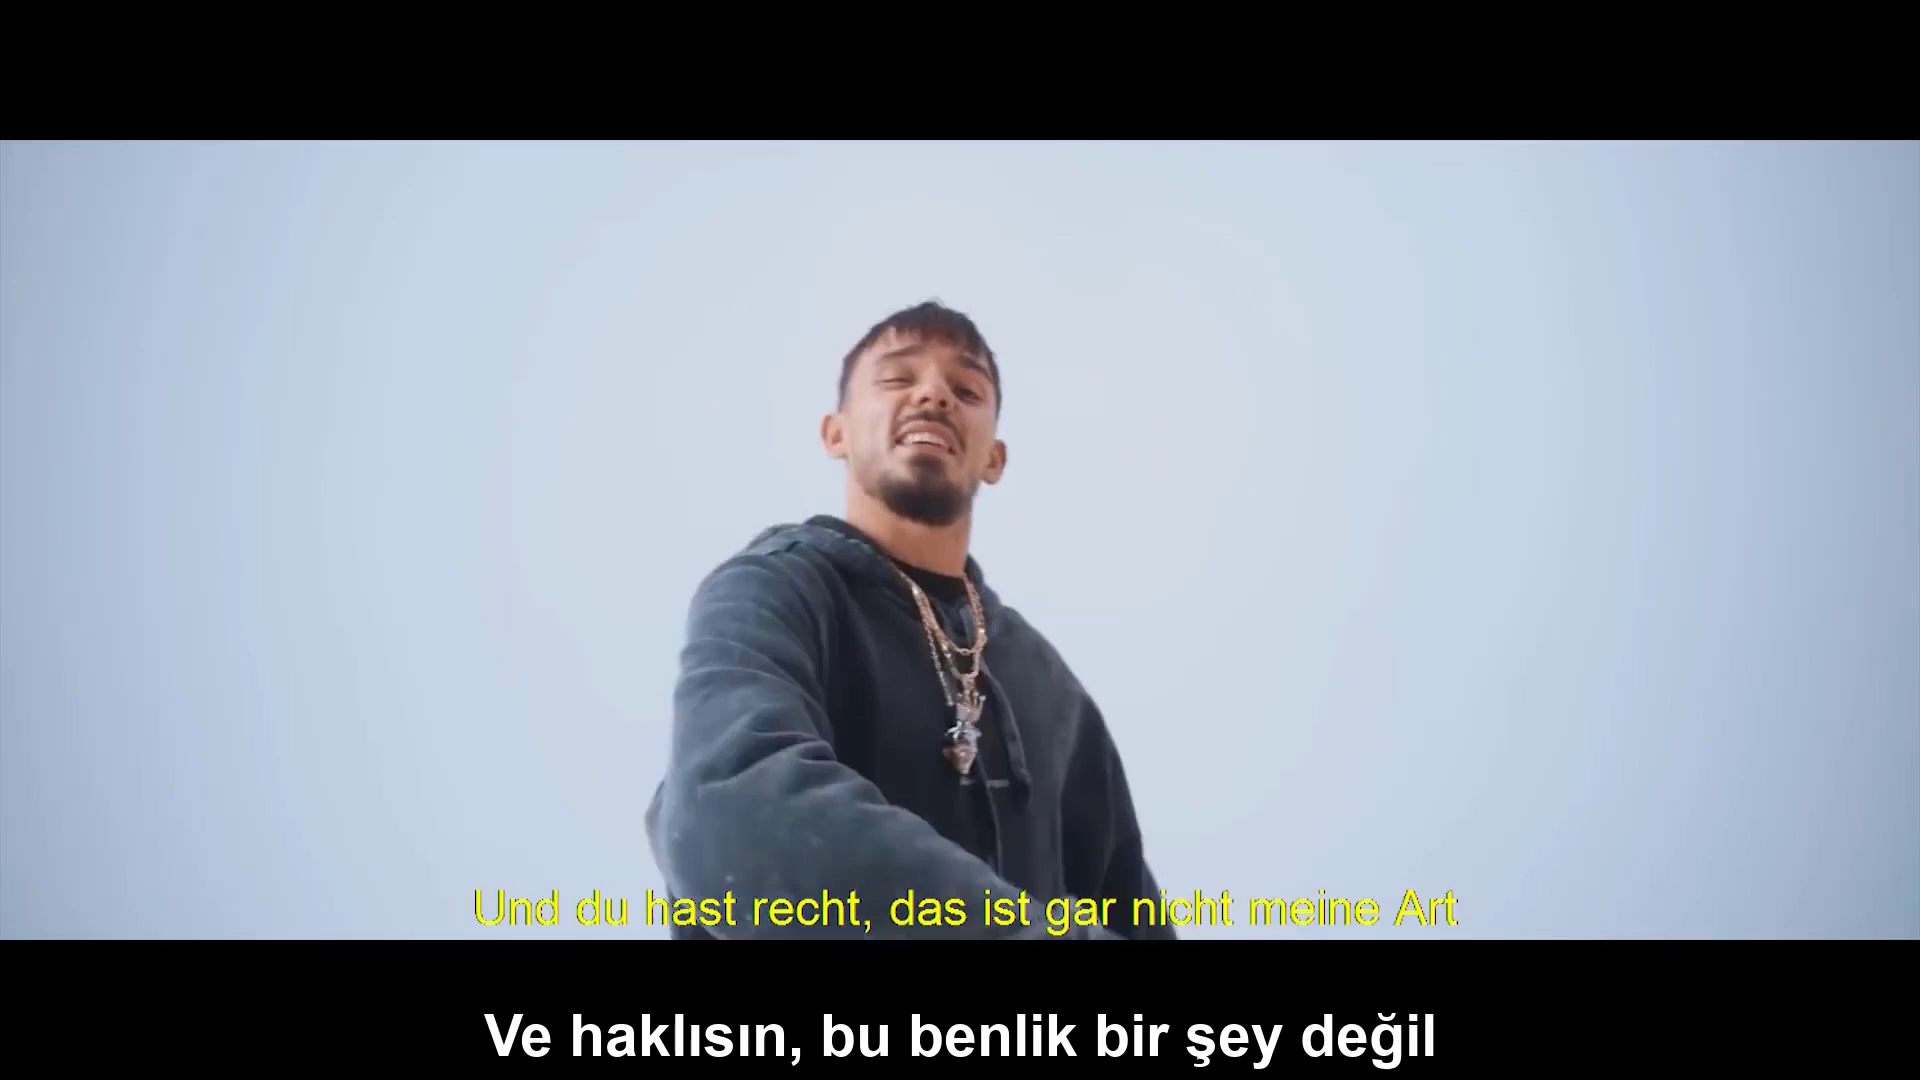 Und du hast recht, das ist gar nicht meine Art
Ve haklısın, bu benlik bir şey değil